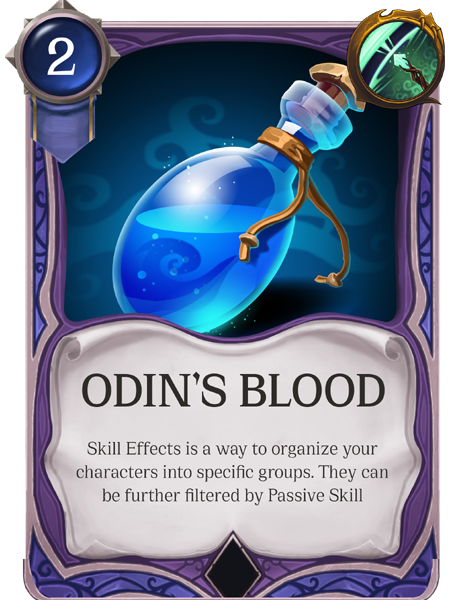 2
ODIN'S BLOOD
Skill Effects is a way to organize your
characters into specific groups. They can
be further filtered by Passive Skill